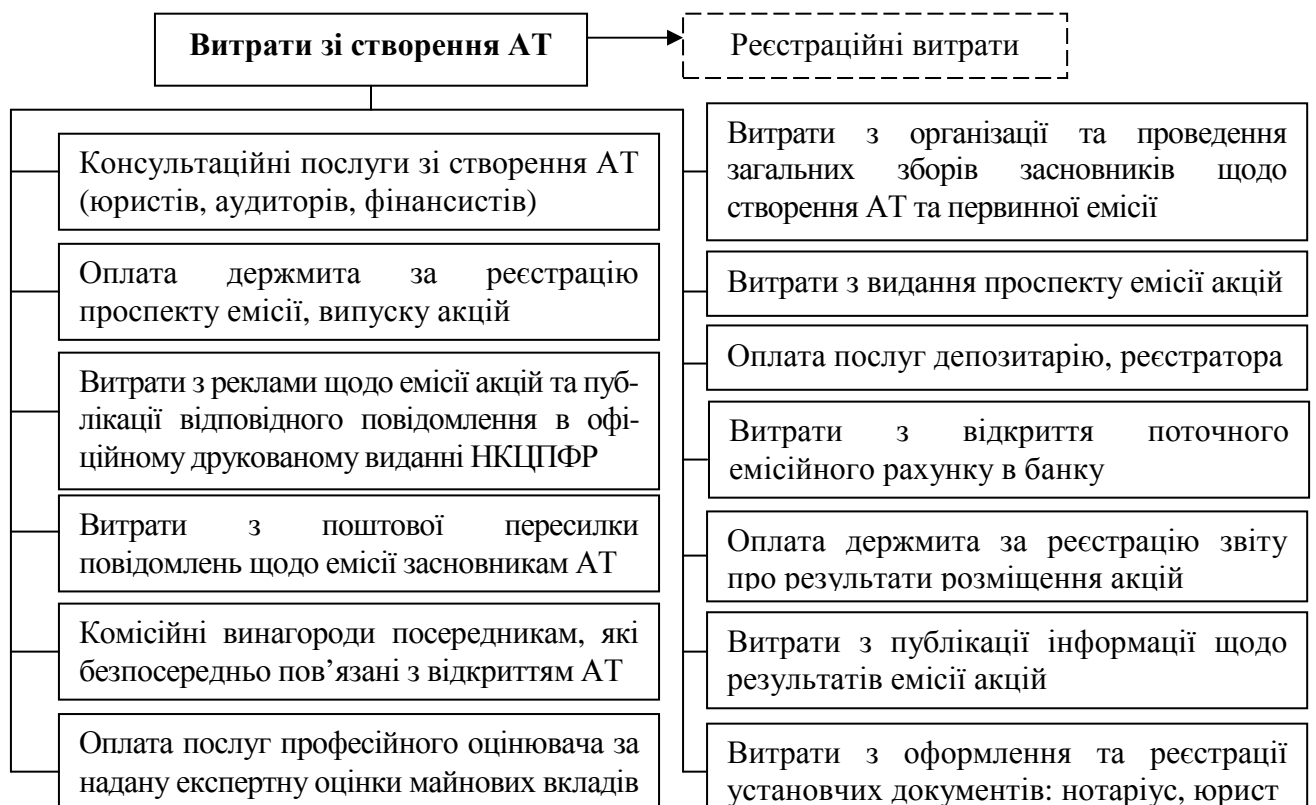 Витрати зі створення АТ
Реєстраційні витрати
Консультаційні послуги зі створення АТ
(юристів, аудиторів, фінансистів)
Оплата держмита за реєстрацію
проспекту емісії, випуску акцій
Витрати з реклами щодо емісії акцій та пуб-
лікації відповідного повідомлення в офі-
ційному друкованому виданні НКЦПФР
Витрати з поштової пересилки
повідомлень щодо емісії засновникам АТ
Комісійні винагороди посередникам, які
безпосередньо пов’язані з відкриттям АТ
Оплата послуг професійного оцінювача за
надану експертну оцінки майнових вкладів
Витрати з організації та проведення
загальних зборів засновників щодо
створення АТ та первинної емісії
Витрати з видання проспекту емісії акцій
Оплата послуг депозитарію, реєстратора
Витрати з відкриття поточного
емісійного рахунку в банку
Оплата держмита за реєстрацію звіту
про результати розміщення акцій
Витрати з публікації інформації щодо
результатів емісії акцій
Витрати з оформлення та реєстрації
установчих документів: нотаріус, юрист